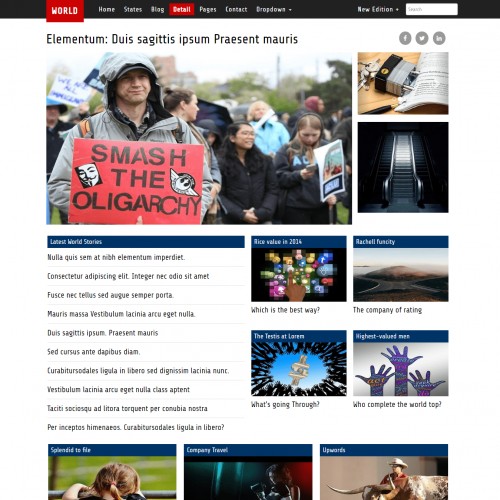 WORLD
Home States Blog Detail Pages Contact Dropdown New Edition + Search
Elementum: Duis sagittis ipsum Praesent mauris
SMASH
THE
OLIGARCHY
Latest World Stories
Nulla quis sem at nibh elementum imperdiet.
Consectetur adipiscing elit. Integer nec odio sit amet
Fusce nec tellus sed augue semper porta.
Mauris massa Vestibulum lacinia arcu eget nulla.
Duis sagittis ipsum. Praesent mauris
Sed cursus ante dapibus diam.
Curabitursodales ligula in libero sed dignissim lacinia nunc.
Vestibulum lacinia arcu eget nulla class aptent
Taciti sociosqu ad litora torquent per conubia nostra
Per inceptos himenaeos. Curabitursodales ligula in libero?
Rice value in 2014
Which is the best way?
Rachell funcity
The company of rating
The Testis at Lorem
What's going Through?
Highest-valued men
Who complete the world top?
Splendid to file
Company Travel
Upwords